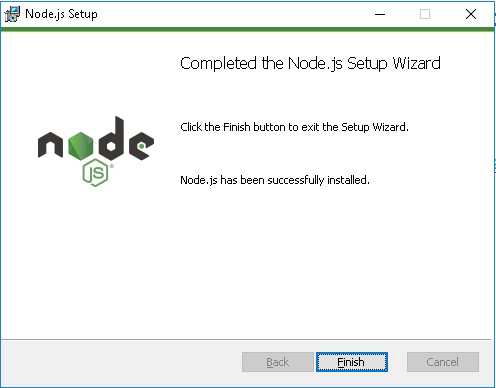 Node.js Setup
Completed the Node.js Setup Wizard
Click the Finish button to exit the Setup Wizard.
node
JS
Node.js has been successfully installed.
Back
Finish
Cancel